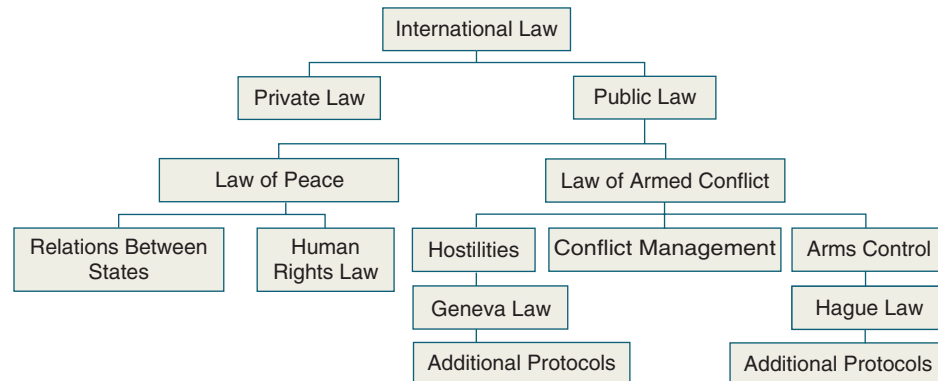 International Law
Private Law
Public Law
Law of Peace
Law of Armed Conflict
Relations Between
States
Human
Rights Law
Hostilities
Conflict Management
Arms Control
Geneva Law
Hague Law
Additional Protocols
Additional Protocols